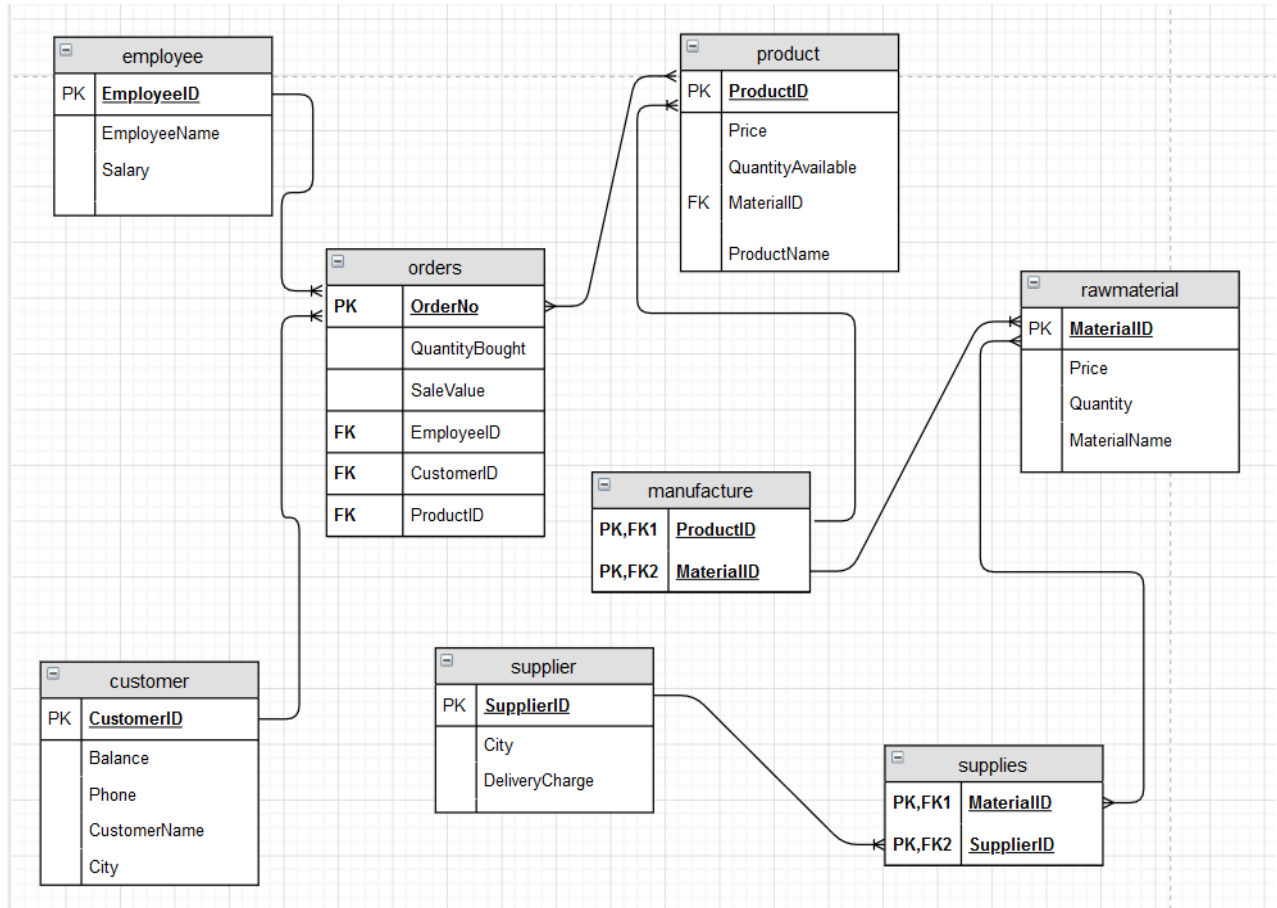 employee
PK EmployeeID
EmployeeName
Salary
product
PK ProductID
Price
QuantityAvailable
FK MaterialID
ProductName
orders
PK OrderNo
QuantityBought
SaleValue
FK EmployeeID
FK CustomerID
FK ProductID
rawmaterial
PK MaterialID
Price
Quantity
MaterialName
manufacture
PK,FK1 ProductID
PK,FK2 MaterialID
customer
PK CustomerID
Balance
Phone
CustomerName
City
supplier
PK SupplierID
City
DeliveryCharge
supplies
PK,FK1 MaterialID
PK,FK2 SupplierID